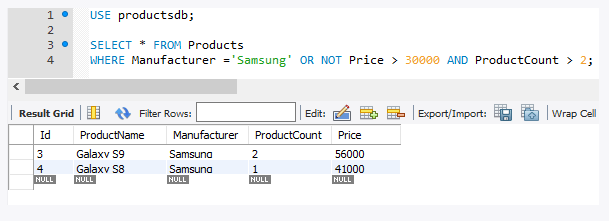 1 USE productsdb;
2
3 SELECT * FROM Products
4 WHERE Manufacturer ='Samsung' OR NOT Price > 30000 AND ProductCount > 2;
Result Grid Filter Rows: Edit: Export/Import: Wrap Cell
Id ProductName Manufacturer ProductCount Price
3 Galaxy S9 Samsung 2 56000
4 Galaxy S8 Samsung 1 41000
NULL NULL NULL NULL NULL